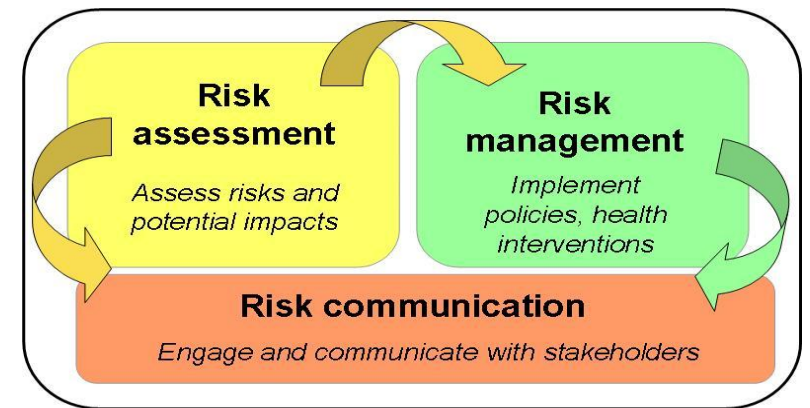 Risk
assessment
Assess risks and
potential impacts
Risk
management
Implement
policies, health
interventions
Risk communication
Engage and communicate with stakeholders